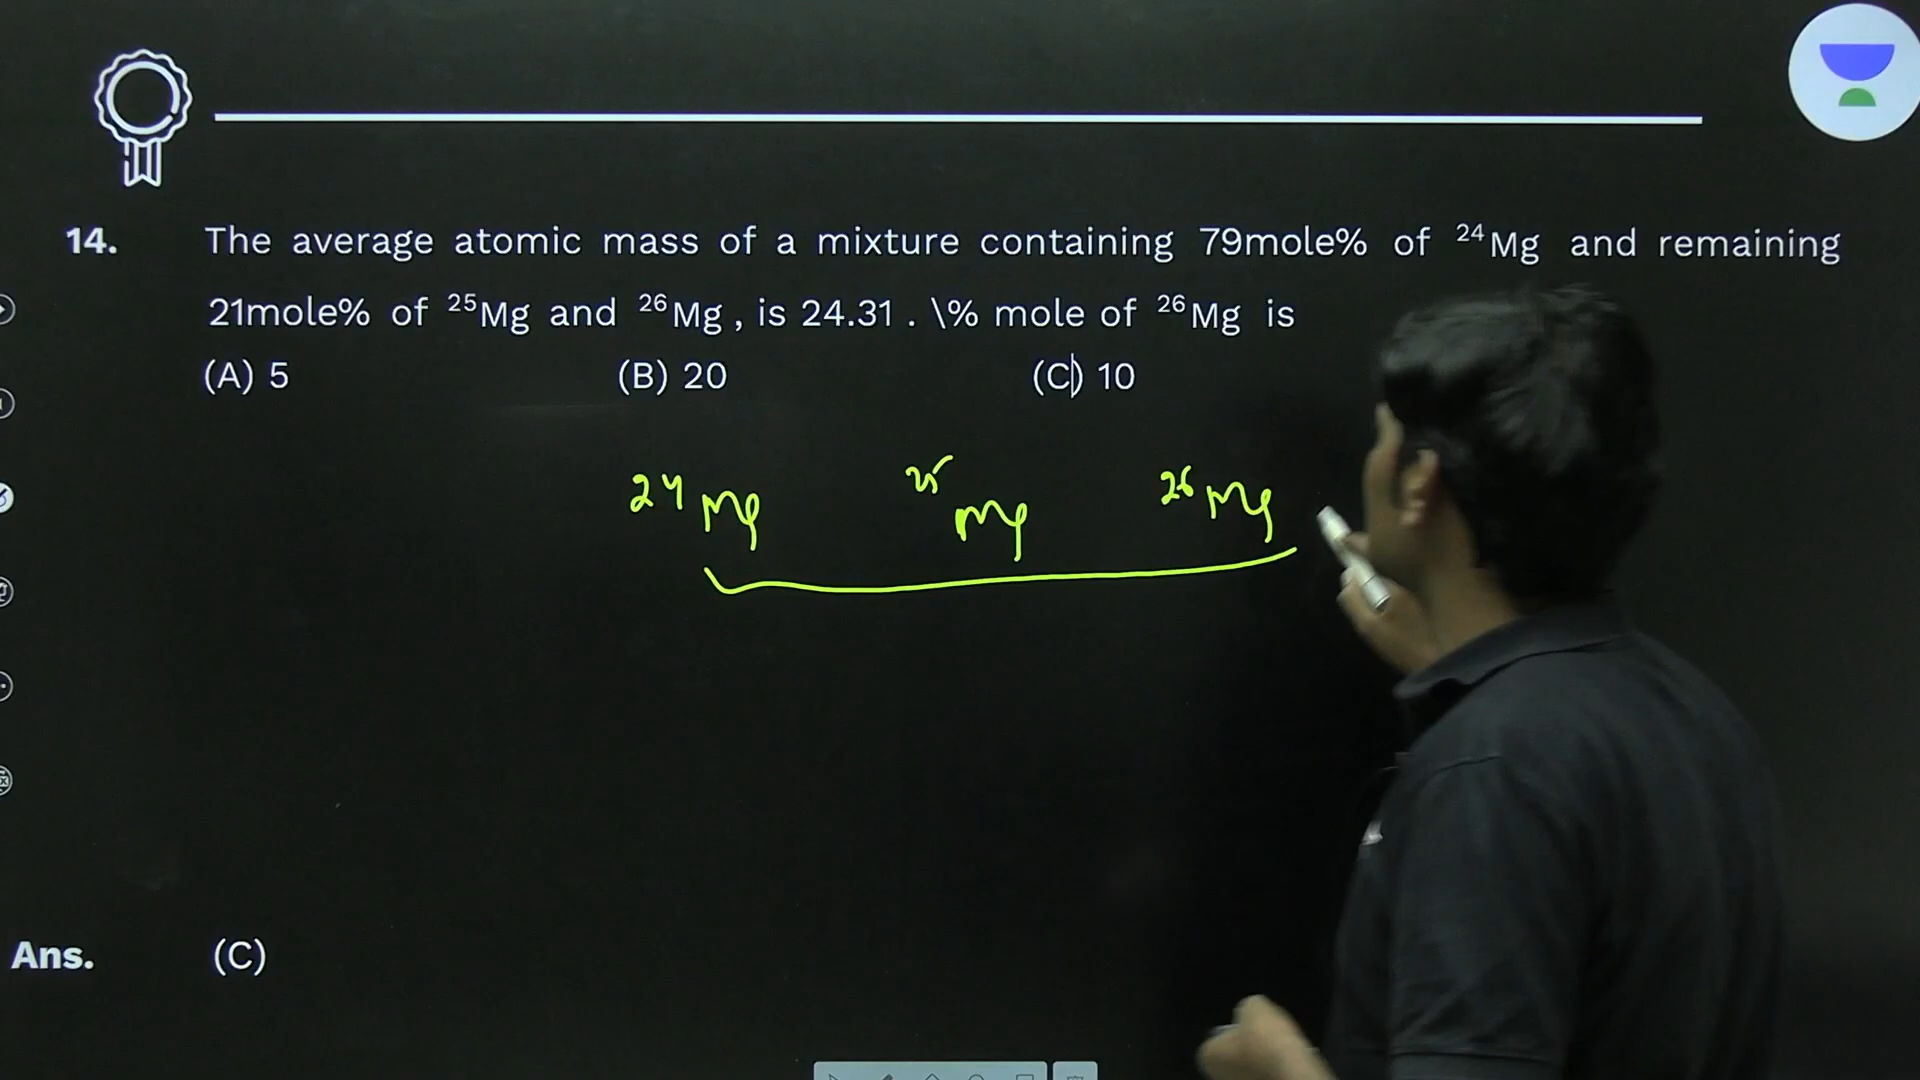 14. The average atomic mass of a mixture containing 79mole% of ²⁴Mg and remaining
21mole% of ²⁵Mg and ²⁶Mg, is 24.31 . \% mole of ²⁶Mg is
(A) 5 (B) 20 (C) 10
²⁴Mg ²⁵Mg ²⁶Mg
Ans. (C)